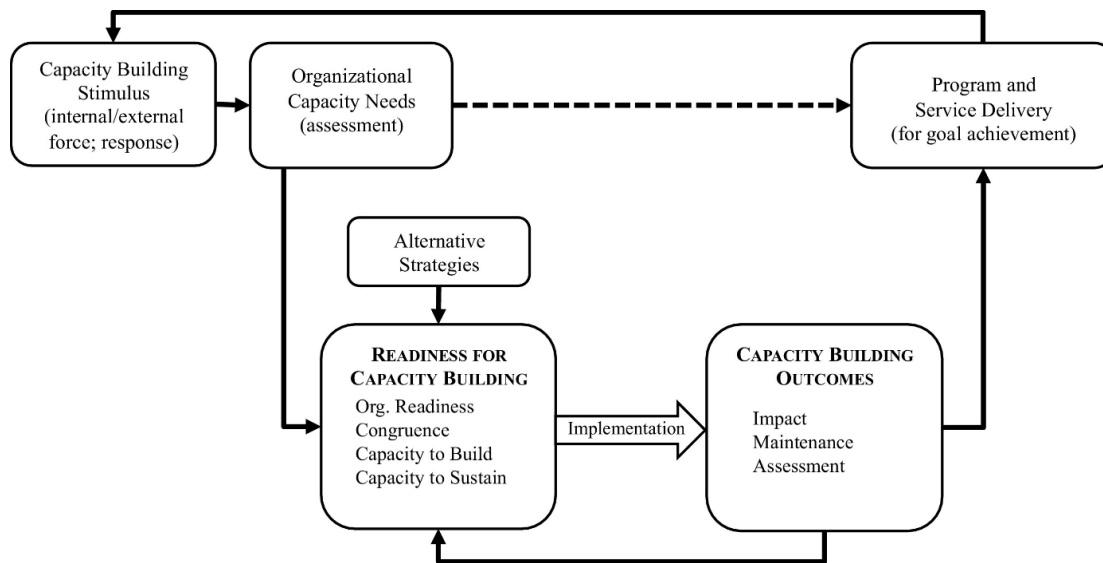 Capacity Building
Stimulus
(internal/external
force; response)
Organizational
Capacity Needs
(assessment)
Program and
Service Delivery
(for goal achievement)
Alternative
Strategies
READINESS FOR
CAPACITY BUILDING
Org. Readiness
Congruence
Capacity to Build
Capacity to Sustain
Implementation
CAPACITY BUILDING
OUTCOMES
Impact
Maintenance
Assessment